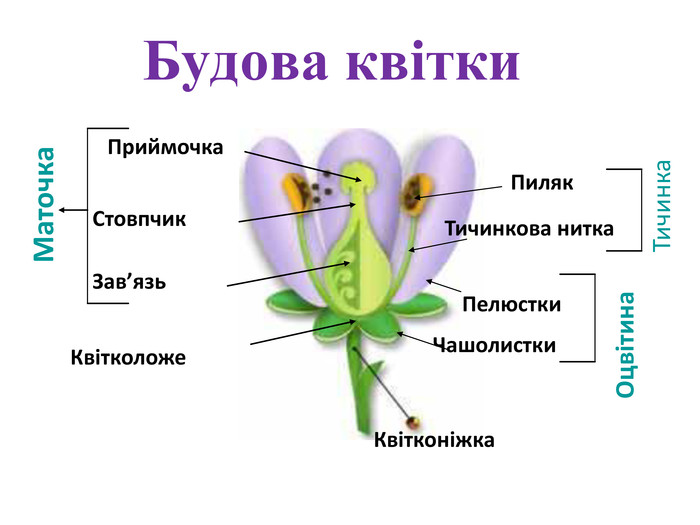 Будова квітки
Маточка
Приймочка
Стовпчик
Зав’язь
Квітколоже
Пиляк
Тичинкова нитка
Тичинка
Пелюстки
Чашолистки
Оцвітина
Квітконіжка